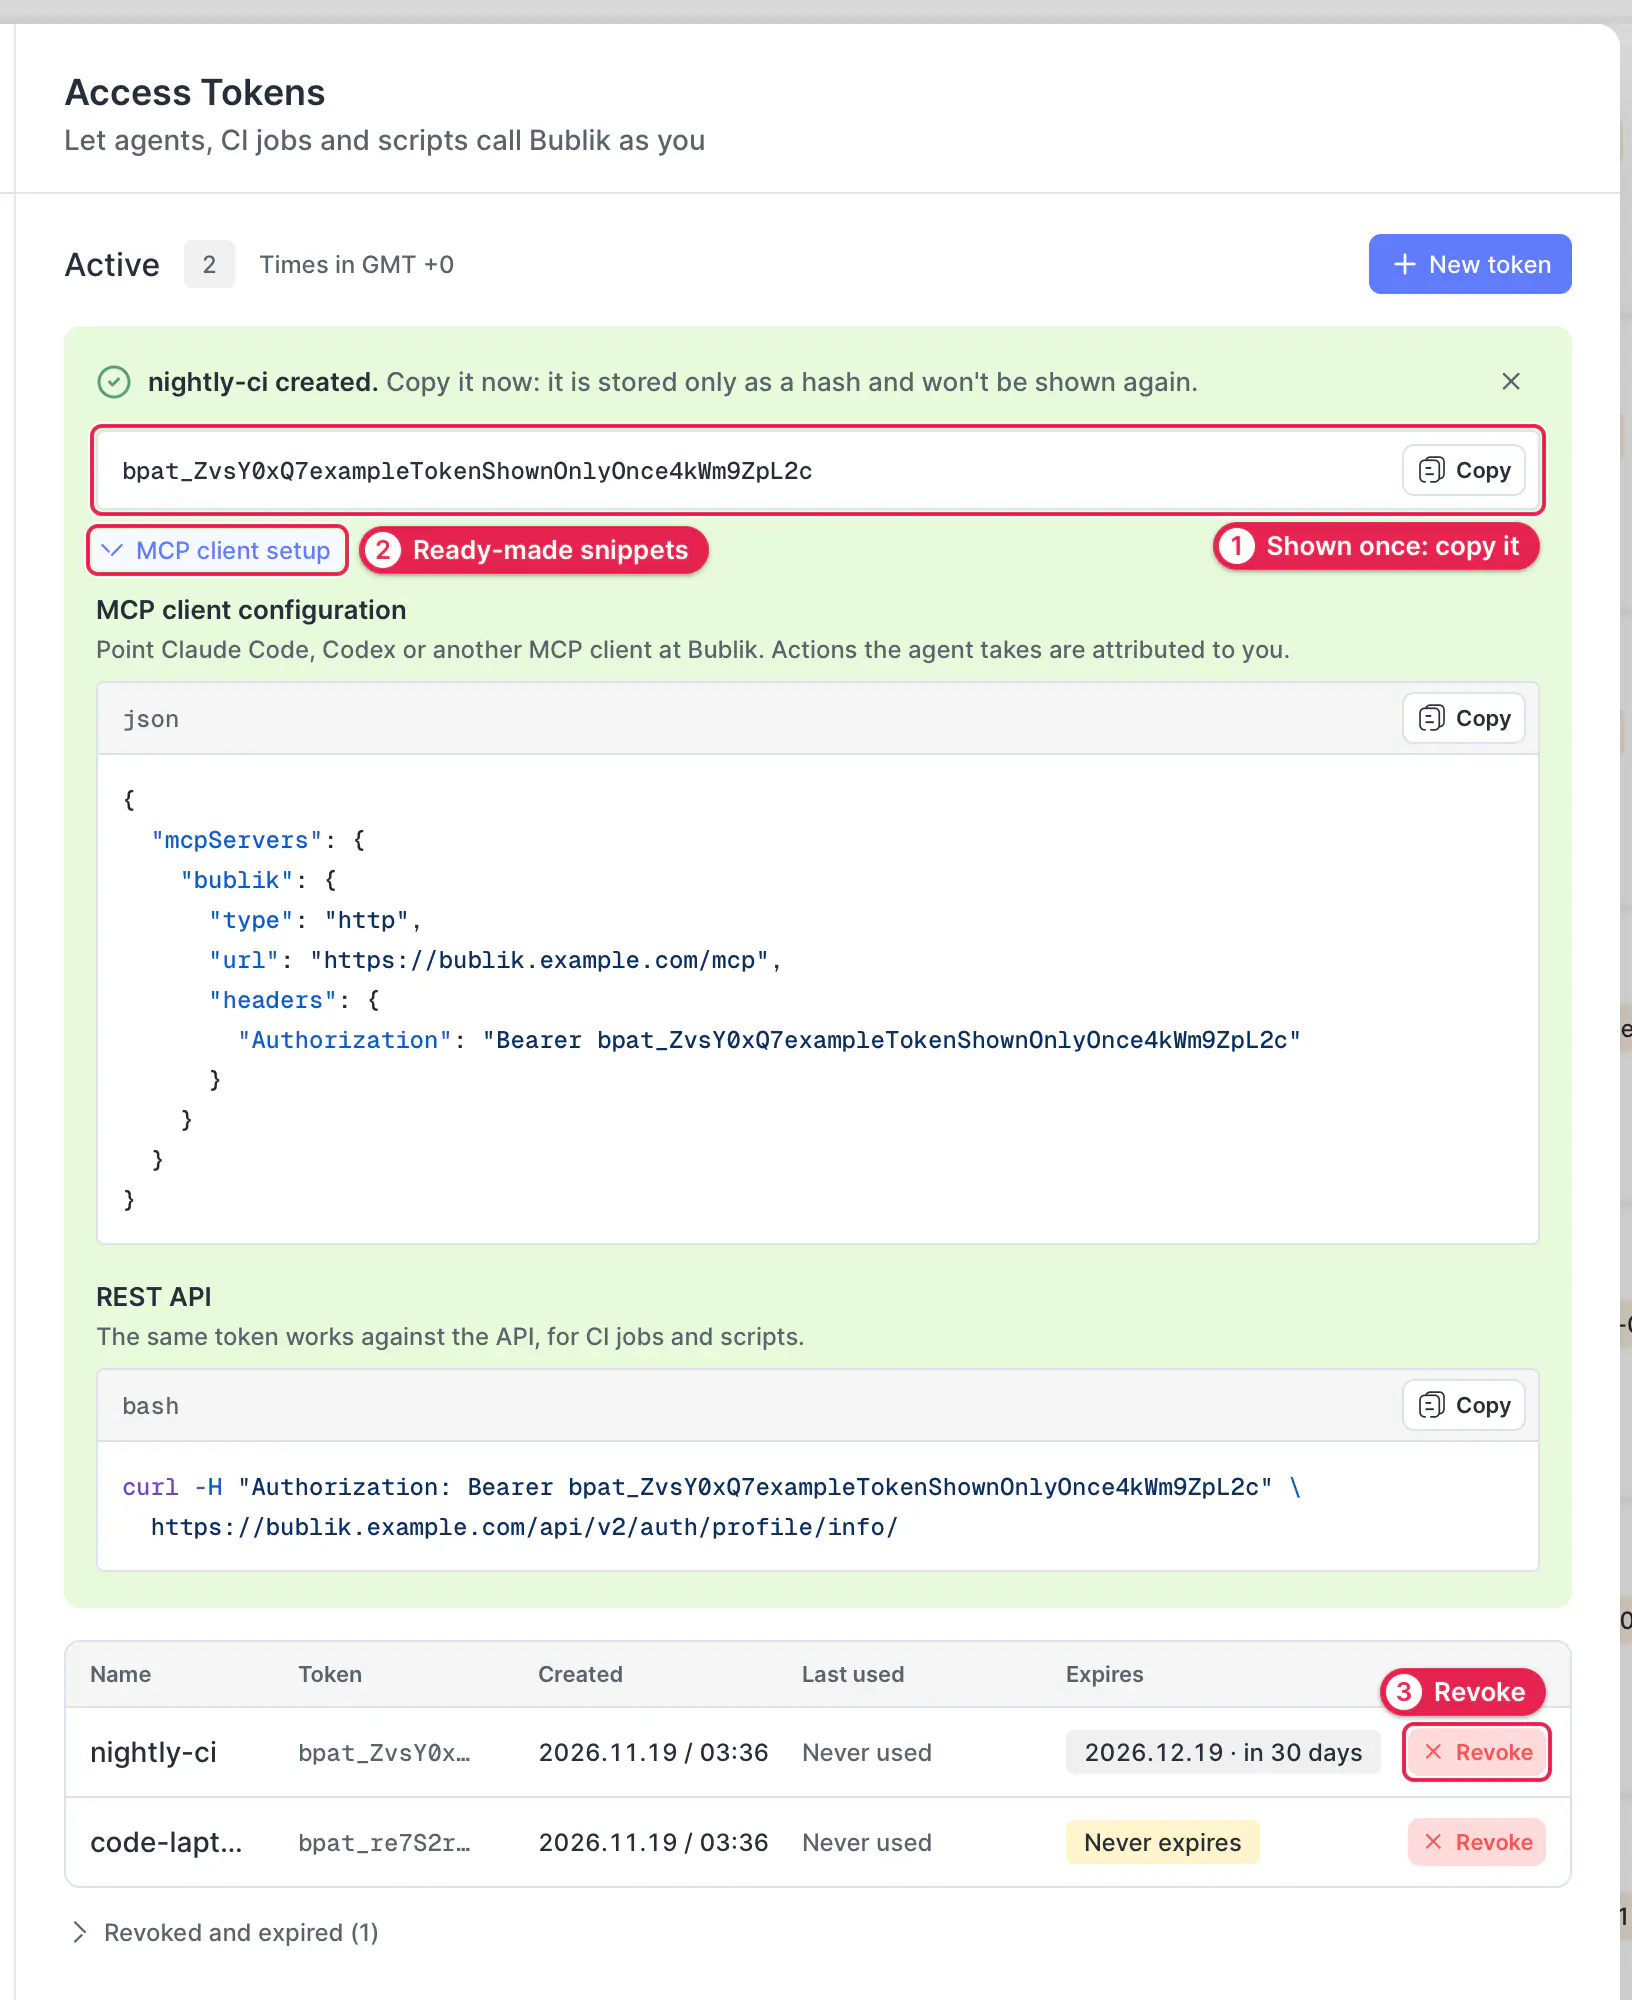 Access Tokens
Let agents, CI jobs and scripts call Bublik as you
Active 2 Times in GMT +0
New token
nightly-ci created. Copy it now: it is stored only as a hash and won't be shown again.
bpat_ZvsY0xQ7exampleTokenShownOnlyOnce4kWm9ZpL2c
Copy
MCP client setup
2 Ready-made snippets
1 Shown once: copy it
MCP client configuration
Point Claude Code, Codex or another MCP client at Bublik. Actions the agent takes are attributed to you.
json
Copy
{
"mcpServers": {
"bublik": {
"type": "http",
"url": "https://bublik.example.com/mcp",
"headers": {
"Authorization": "Bearer bpat_ZvsY0xQ7exampleTokenShownOnlyOnce4kWm9ZpL2c"
}
}
}
}
REST API
The same token works against the API, for CI jobs and scripts.
bash
Copy
curl -H "Authorization: Bearer bpat_ZvsY0xQ7exampleTokenShownOnlyOnce4kWm9ZpL2c" \
https://bublik.example.com/api/v2/auth/profile/info/
Name Token Created Last used Expires
3 Revoke
nightly-ci bpat_ZvsY0x… 2026.11.19 / 03:36 Never used 2026.12.19 · in 30 days Revoke
code-lapt... bpat_re7S2r… 2026.11.19 / 03:36 Never used Never expires Revoke
Revoked and expired (1)